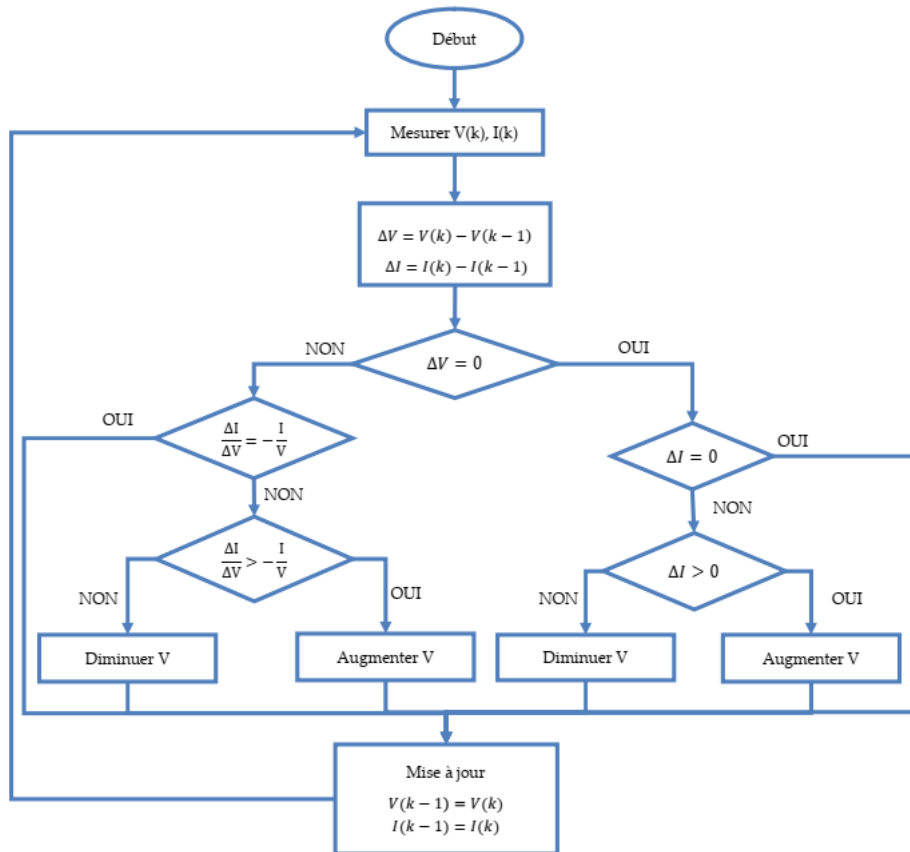 Début
Mesurer V(k), I(k)
ΔV = V(k) − V(k − 1)
ΔI = I(k) − I(k − 1)
NON
ΔV = 0
OUI
OUI
ΔI/ΔV = − I/V
ΔI = 0
OUI
NON
NON
ΔI/ΔV > − I/V
ΔI > 0
NON
OUI
NON
OUI
Diminuer V
Augmenter V
Diminuer V
Augmenter V
Mise à jour
V(k − 1) = V(k)
I(k − 1) = I(k)